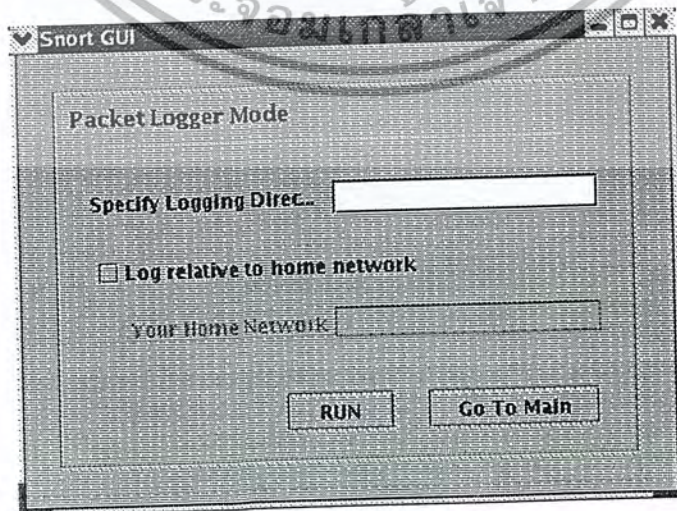 Snort GUI
Packet Logger Mode
Specify Logging Direc...
Log relative to home network
Your Home Network
RUN
Go To Main